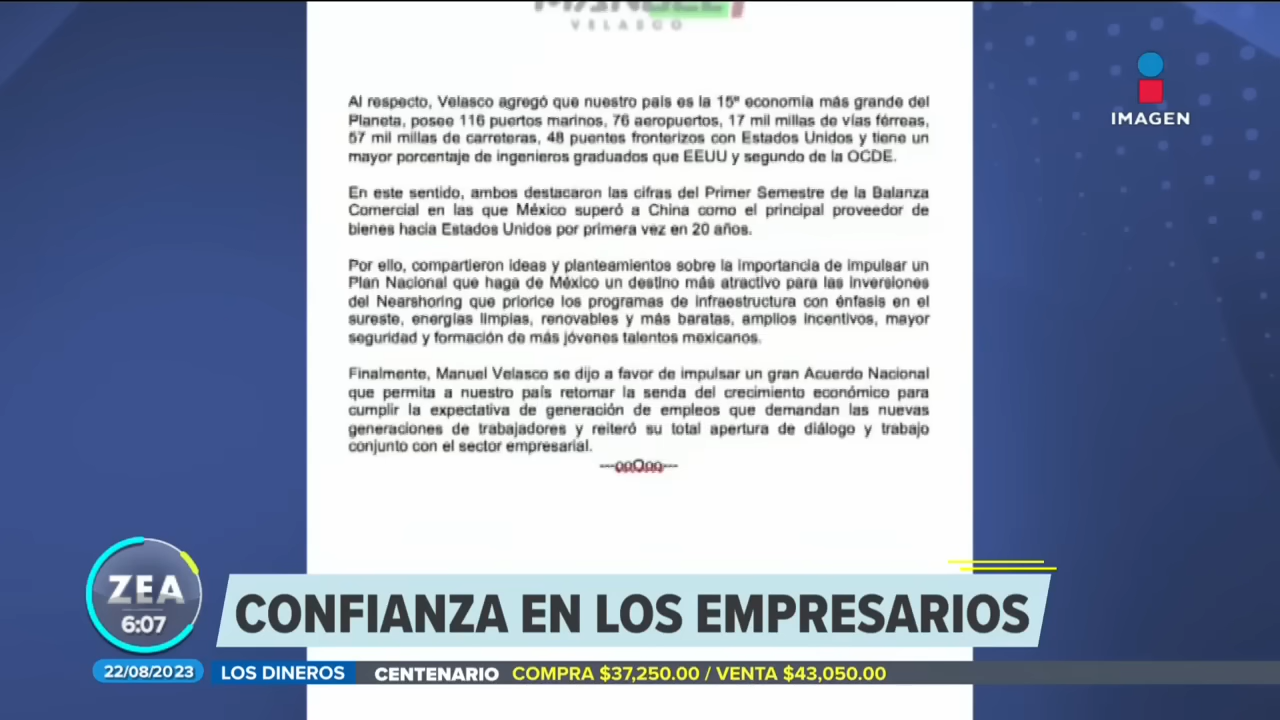 MANUEL
VELASCO
Al respecto, Velasco agregó que nuestro país es la 15ª economía más grande del
Planeta, posee 116 puertos marinos, 76 aeropuertos, 17 mil millas de vías férreas,
57 mil millas de carreteras, 48 puentes fronterizos con Estados Unidos y tiene un
mayor porcentaje de ingenieros graduados que EEUU y segundo de la OCDE.
En este sentido, ambos destacaron las cifras del Primer Semestre de la Balanza
Comercial en las que México superó a China como el principal proveedor de
bienes hacia Estados Unidos por primera vez en 20 años.
Por ello, compartieron ideas y planteamientos sobre la importancia de impulsar un
Plan Nacional que haga de México un destino más atractivo para las inversiones
del Nearshoring que priorice los programas de infraestructura con énfasis en el
sureste, energías limpias, renovables y más baratas, amplios incentivos, mayor
seguridad y formación de más jóvenes talentos mexicanos.
Finalmente, Manuel Velasco se dijo a favor de impulsar un gran Acuerdo Nacional
que permita a nuestro país retomar la senda del crecimiento económico para
cumplir la expectativa de generación de empleos que demandan las nuevas
generaciones de trabajadores y reiteró su total apertura de diálogo y trabajo
conjunto con el sector empresarial.
---ooOoo---
IMAGEN
ZEA
6:07
CONFIANZA EN LOS EMPRESARIOS
22/08/2023 LOS DINEROS CENTENARIO COMPRA $37,250.00 / VENTA $43,050.00